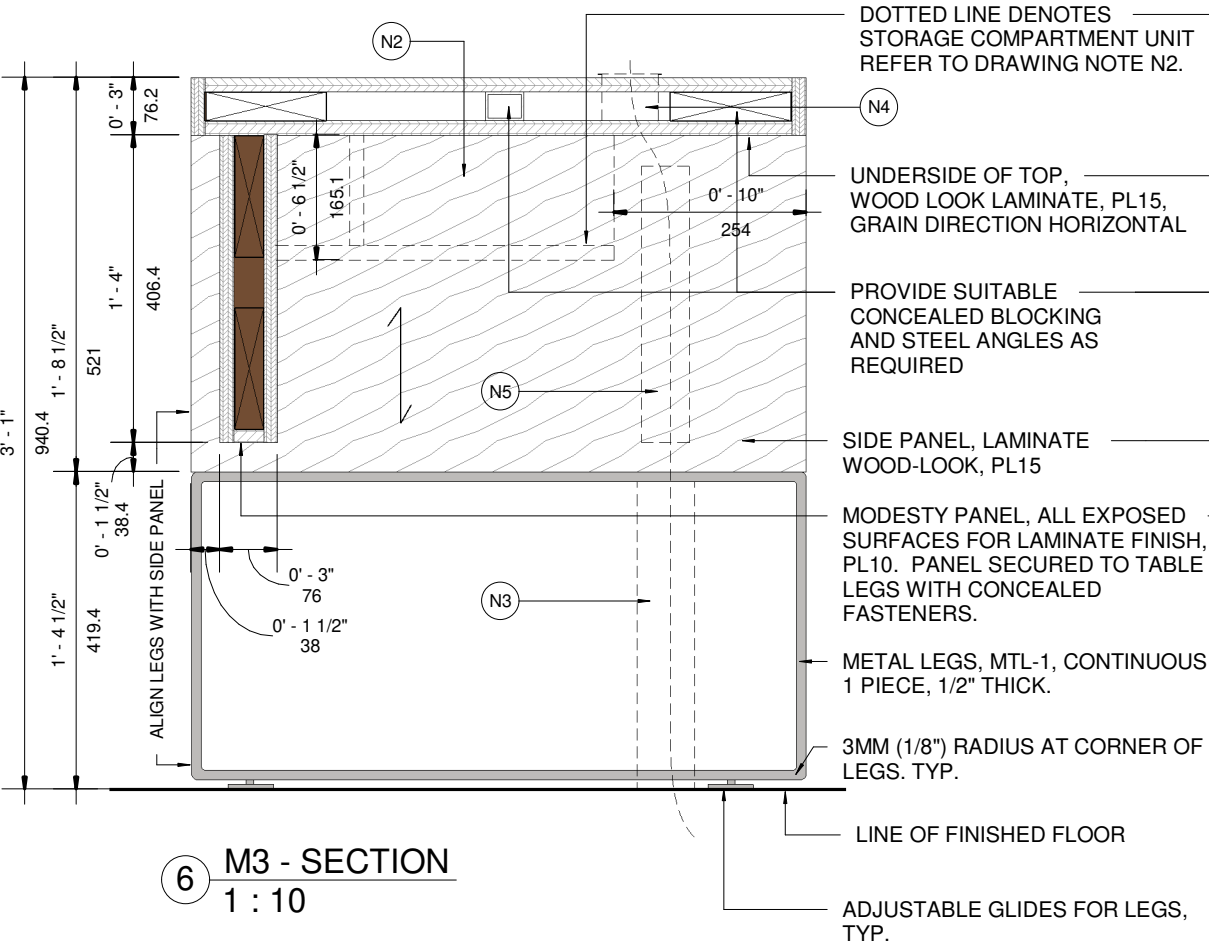 DOTTED LINE DENOTES
STORAGE COMPARTMENT UNIT
REFER TO DRAWING NOTE N2.
N2
N4
0' - 3"
76.2
UNDERSIDE OF TOP,
WOOD LOOK LAMINATE, PL15,
GRAIN DIRECTION HORIZONTAL
0' - 6 1/2"
165.1
0' - 10"
254
1' - 4"
406.4
PROVIDE SUITABLE
CONCEALED BLOCKING
AND STEEL ANGLES AS
REQUIRED
1' - 8 1/2"
521
3' - 1"
940.4
N5
SIDE PANEL, LAMINATE
WOOD-LOOK, PL15
0' - 1 1/2"
38.4
MODESTY PANEL, ALL EXPOSED
SURFACES FOR LAMINATE FINISH,
PL10. PANEL SECURED TO TABLE
LEGS WITH CONCEALED
FASTENERS.
0' - 3"
76
0' - 1 1/2"
38
N3
1' - 4 1/2"
419.4
ALIGN LEGS WITH SIDE PANEL
METAL LEGS, MTL-1, CONTINUOUS
1 PIECE, 1/2" THICK.
3MM (1/8") RADIUS AT CORNER OF
LEGS. TYP.
LINE OF FINISHED FLOOR
6 M3 - SECTION
1 : 10
ADJUSTABLE GLIDES FOR LEGS,
TYP.